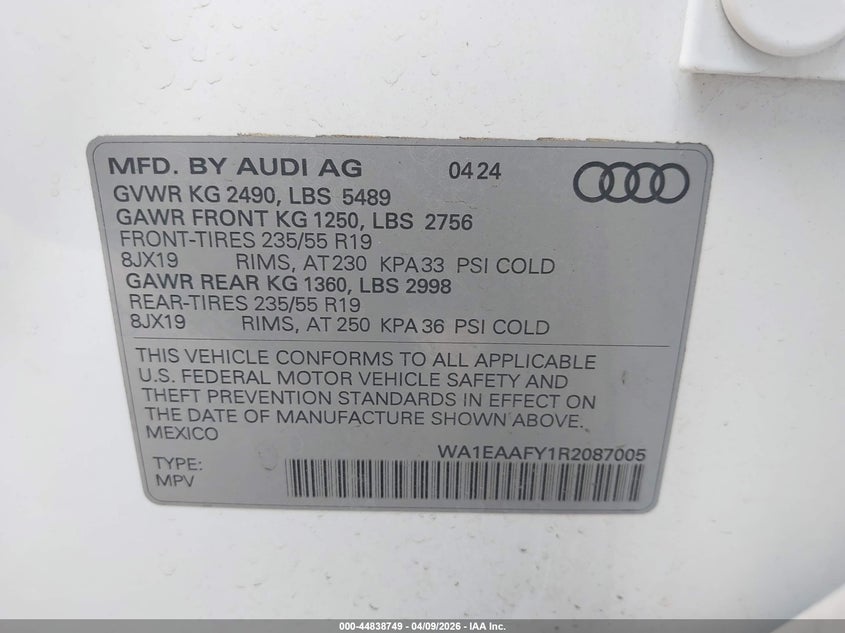 MFD. BY AUDI AG 0424
GVWR KG 2490, LBS 5489
GAWR FRONT KG 1250, LBS 2756
FRONT-TIRES 235/55 R19
8JX19 RIMS, AT 230 KPA 33 PSI COLD
GAWR REAR KG 1360, LBS 2998
REAR-TIRES 235/55 R19
8JX19 RIMS, AT 250 KPA 36 PSI COLD
THIS VEHICLE CONFORMS TO ALL APPLICABLE
U.S. FEDERAL MOTOR VEHICLE SAFETY AND
THEFT PREVENTION STANDARDS IN EFFECT ON
THE DATE OF MANUFACTURE SHOWN ABOVE.
MEXICO
WA1EAAFY1R2087005
TYPE:
MPV
000-44838749 - 04/09/2026 - IAA Inc.